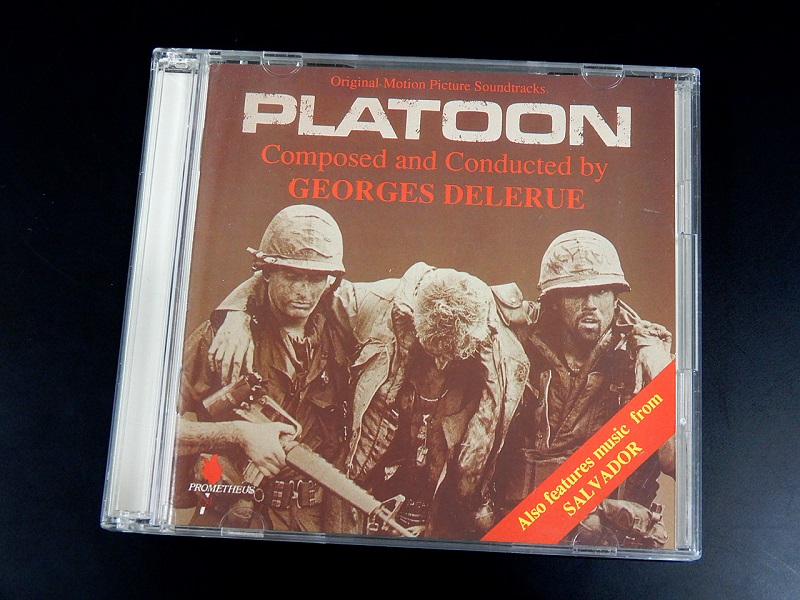 Original Motion Picture Soundtracks
PLATOON
Composed and Conducted by
GEORGES DELERUE
Also features music from
SALVADOR
PROMETHEUS